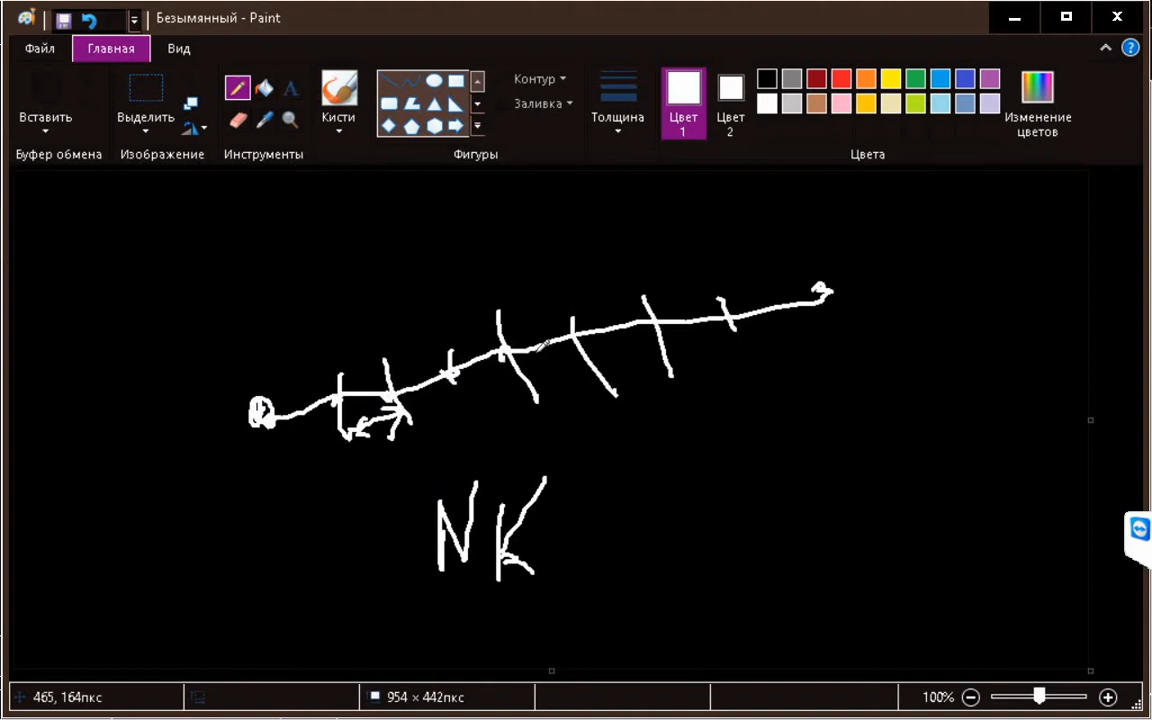 Безымянный - Paint
Файл Главная Вид
Вставить Выделить Кисти Контур Заливка Толщина Цвет 1 Цвет 2 Изменение цветов
Буфер обмена Изображение Инструменты Фигуры Цвета
NK
465, 164пкс 954 × 442пкс 100%